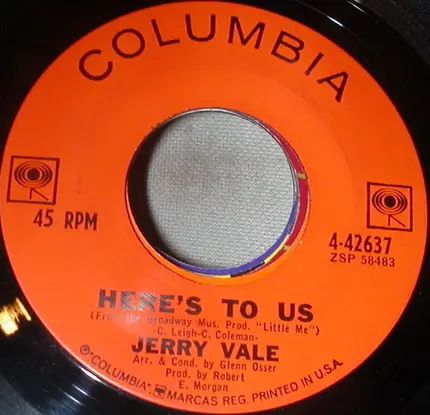 COLUMBIA
45 RPM
4-42637
ZSP 58483
HERE'S TO US
(From the Broadway Mus. Prod. "Little Me")
-C. Leigh-C. Coleman-
JERRY VALE
Arr. & Cond. by Glenn Osser
Prod. by Robert
E. Morgan
® "COLUMBIA", MARCAS REG. PRINTED IN U.S.A.